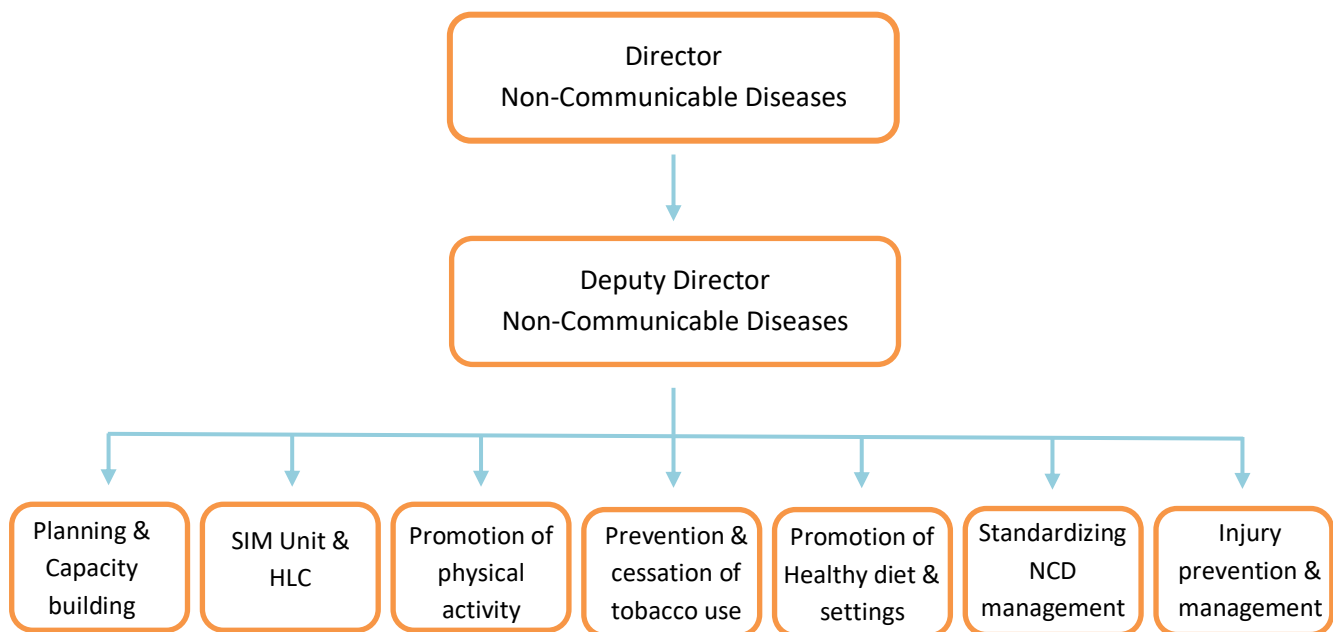 Director
Non-Communicable Diseases
Deputy Director
Non-Communicable Diseases
Planning &
Capacity
building
SIM Unit &
HLC
Promotion of
physical
activity
Prevention &
cessation of
tobacco use
Promotion of
Healthy diet &
settings
Standardizing
NCD
management
Injury
prevention &
management